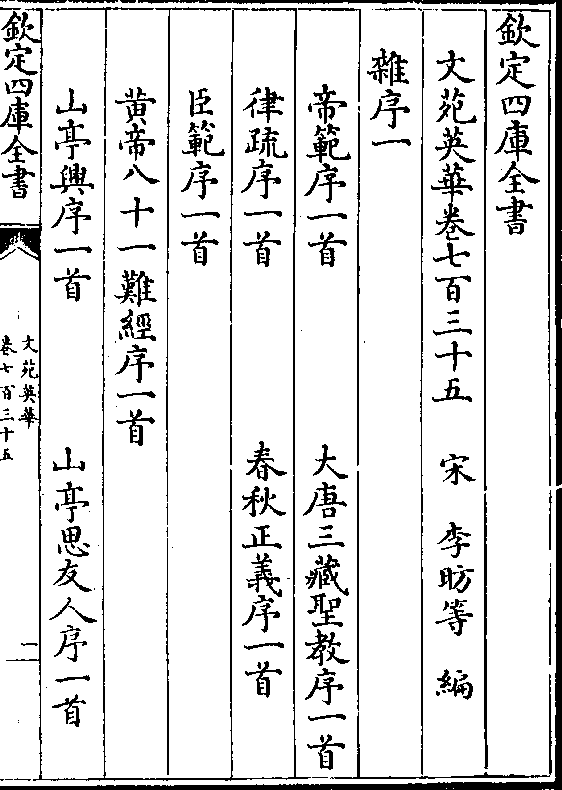 欽定四庫全書
文苑英華卷七百三十五 宋 李昉等 編
雜序一
帝範序一首 大唐三藏聖教序一首
律疏序一首 春秋正義序一首
臣範序一首
黄帝八十一難經序一首
山亭興序一首 山亭思友人序一首
欽定四庫全書
文苑英華
卷七百三十五
一